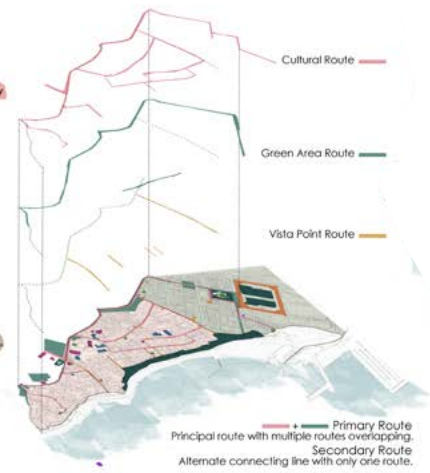 Cultural Route
Green Area Route
Vista Point Route
+ Primary Route
Principal route with multiple routes overlapping.
Secondary Route
Alternate connecting line with only one route.